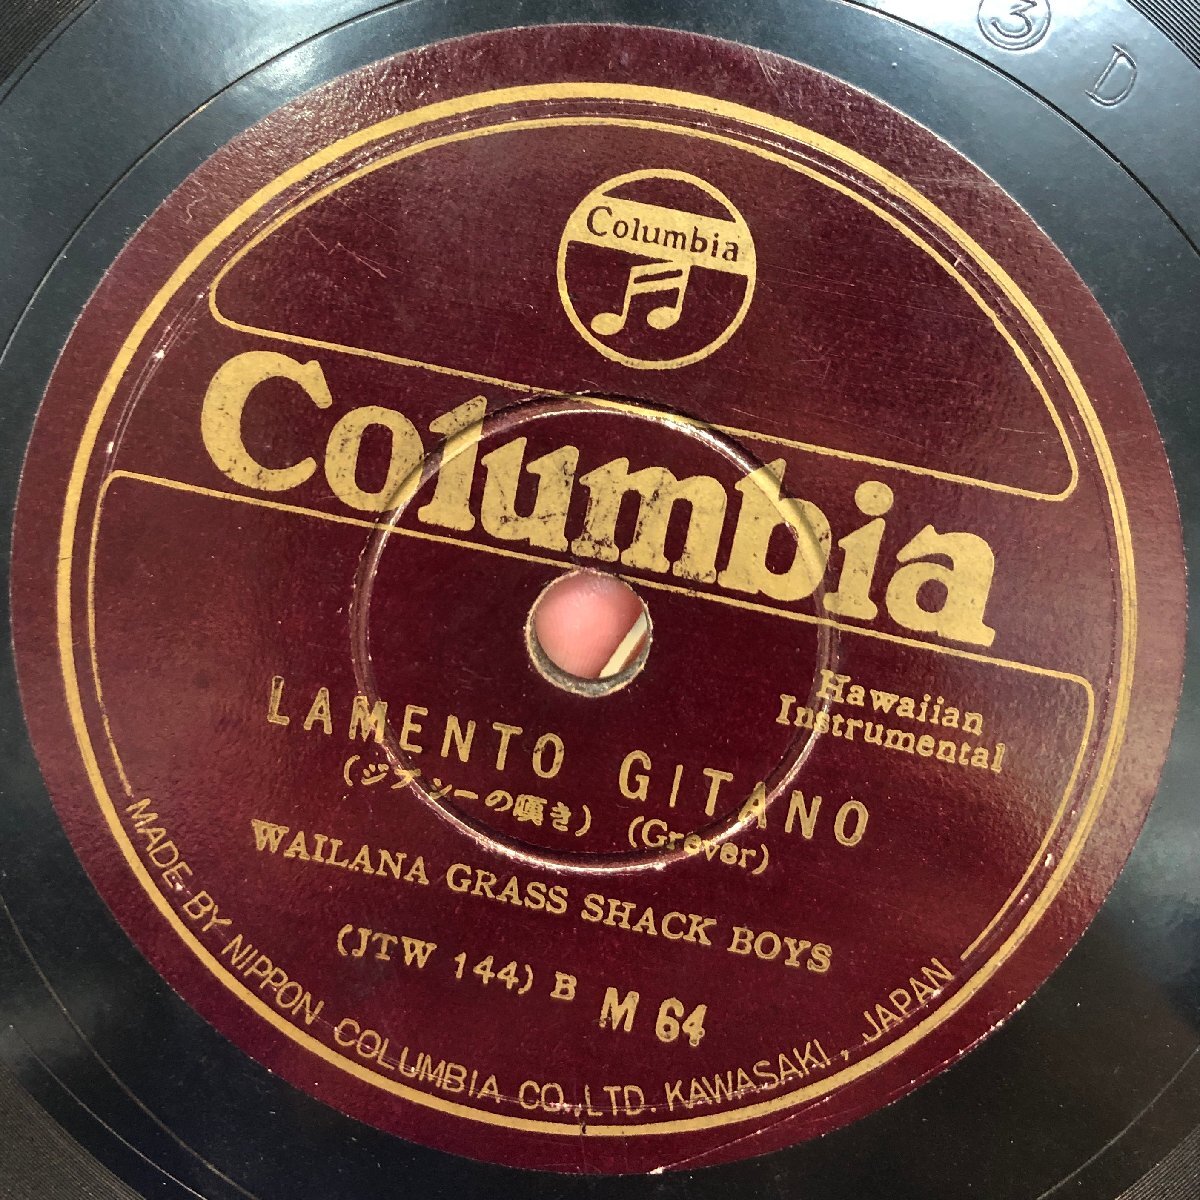 ③ D
Columbia
Columbia
Hawaiian
Instrumental
LAMENTO GITANO
(ジプシーの嘆き) (Grever)
WAILANA GRASS SHACK BOYS
(JTW 144) B M 64
MADE BY NIPPON COLUMBIA CO., LTD. KAWASAKI, JAPAN